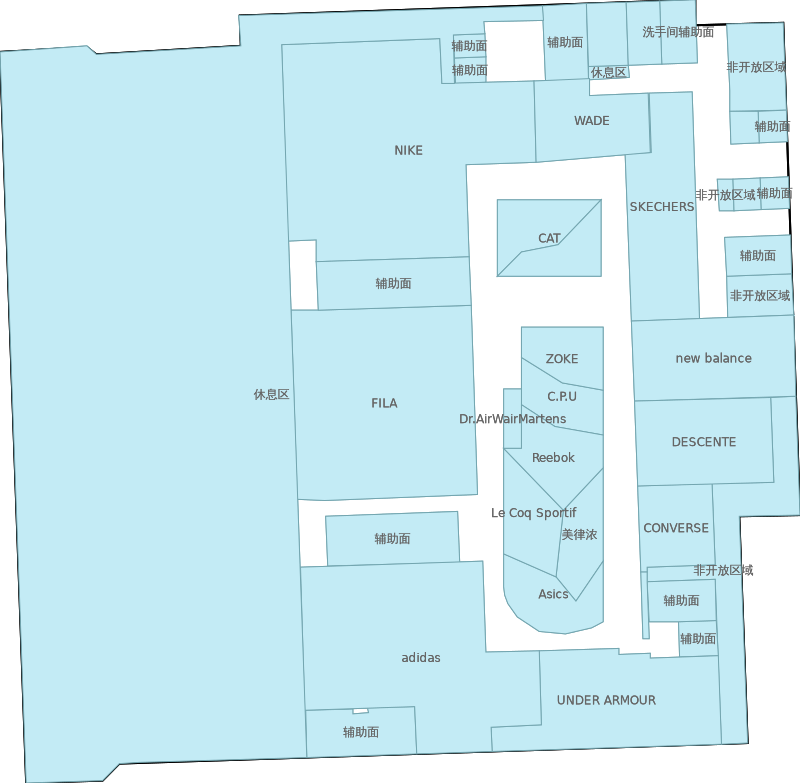 洗手间辅助面
辅助面
辅助面
辅助面
休息区
非开放区域
WADE
辅助面
NIKE
非开放区域
辅助面
SKECHERS
CAT
辅助面
辅助面
非开放区域
ZOKE
new balance
休息区
C.P.U
FILA
Dr.AirWairMartens
DESCENTE
Reebok
Le Coq Sportif
CONVERSE
美律浓
辅助面
非开放区域
Asics
辅助面
辅助面
adidas
UNDER ARMOUR
辅助面